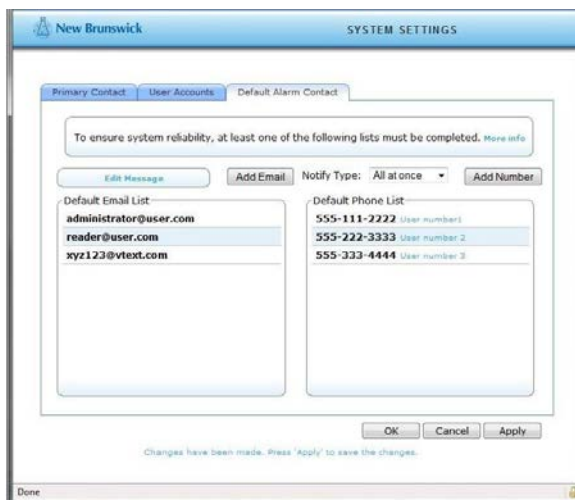 New Brunswick
SYSTEM SETTINGS
Primary Contact User Accounts Default Alarm Contact
To ensure system reliability, at least one of the following lists must be completed. More info
Edit Message Add Email Notify Type: All at once Add Number
Default Email List
administrator@user.com
reader@user.com
xyz123@vtext.com
Default Phone List
555-111-2222 User number1
555-222-3333 User number 2
555-333-4444 User number 3
OK Cancel Apply
Changes have been made. Press 'Apply' to save the changes.
Done